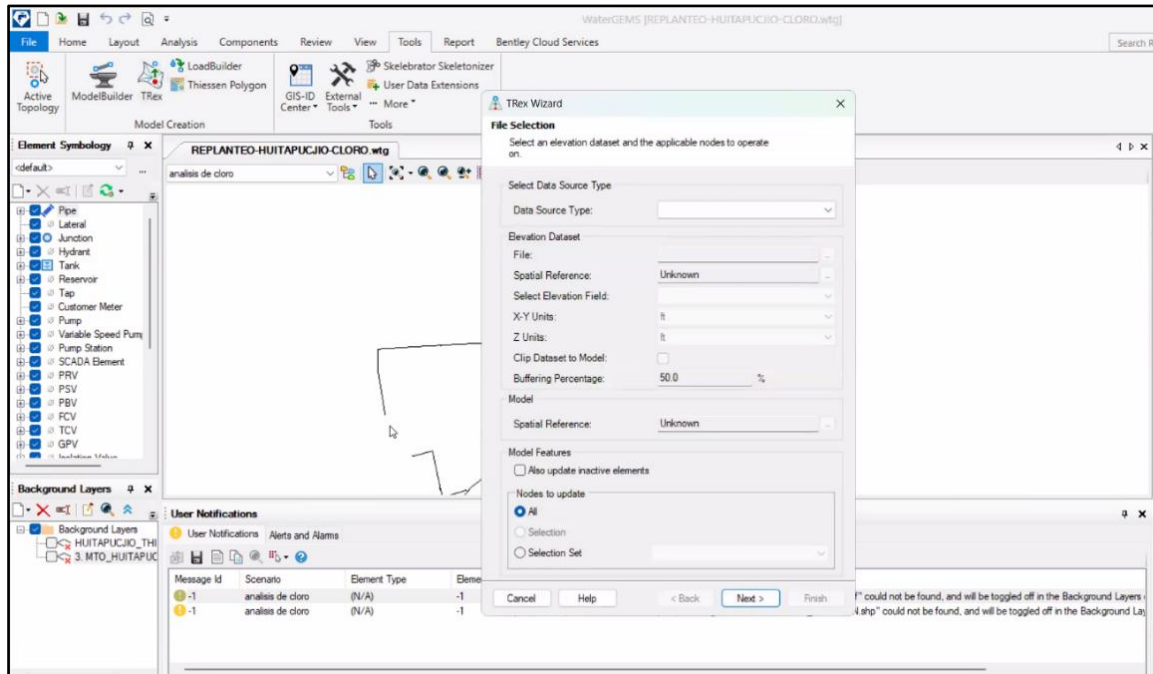 WaterGEMS [REPLANTEO-HUITAPUCJIO-CLORO.wtg]
File Home Layout Analysis Components Review View Tools Report Bentley Cloud Services Search R
Active Topology
ModelBuilder
TRex
LoadBuilder
Thiessen Polygon
Model Creation
GIS-ID Center
External Tools
Skelebrator Skeletonizer
User Data Extensions
More
Tools
Element Symbology
<default>
Pipe
Lateral
Junction
Hydrant
Tank
Reservoir
Tap
Customer Meter
Pump
Variable Speed Pump
Pump Station
SCADA Element
PRV
PSV
PBV
FCV
TCV
GPV
Background Layers
Background Layers
HUITAPUCJIO_THI
3. MTO_HUITAPUC
REPLANTEO-HUITAPUCJIO-CLORO.wtg
analisis de cloro
TRex Wizard
File Selection
Select an elevation dataset and the applicable nodes to operate
on.
Select Data Source Type
Data Source Type:
Elevation Dataset
File:
Spatial Reference: Unknown
Select Elevation Field:
X-Y Units: ft
Z Units: ft
Clip Dataset to Model:
Buffering Percentage: 50.0 %
Model
Spatial Reference: Unknown
Model Features
Also update inactive elements
Nodes to update
All
Selection
Selection Set
Cancel Help < Back Next > Finish
User Notifications
User Notifications Alerts and Alarms
Message Id Scenario Element Type Eleme
-1 analisis de cloro (N/A) -1 f" could not be found, and will be toggled off in the Background Layers
-1 analisis de cloro (N/A) -1 N.shp" could not be found, and will be toggled off in the Background Lay